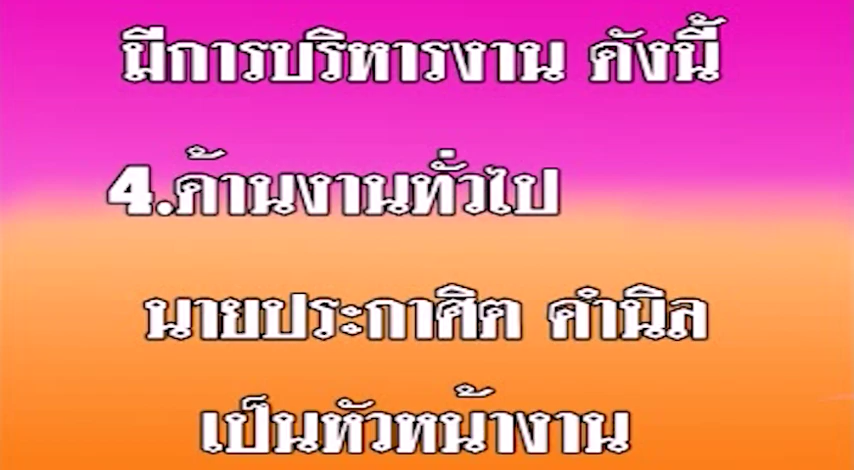 มีการบริหารงาน ดังนี้
4.ด้านงานทั่วไป
นายประกาศิต คำนิล
เป็นหัวหน้างาน